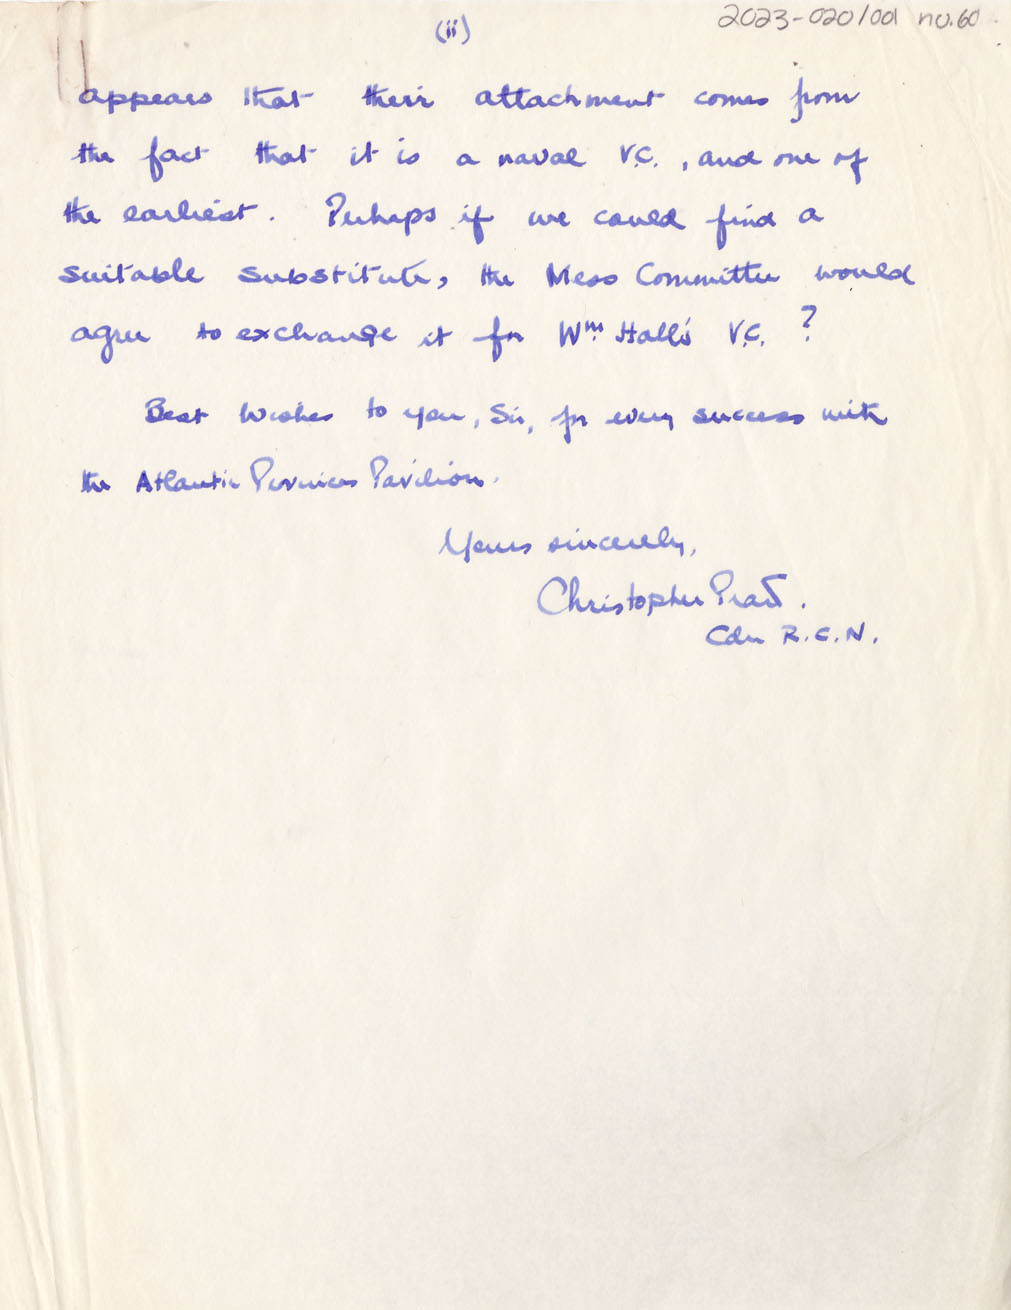 2023-020/001 no.60
(ii)
appears that their attachment comes from
the fact that it is a naval V.C., and one of
the earliest. Perhaps if we could find a
suitable substitute, the Mess Committee would
agree to exchange it for Wm Hall's V.C.?
Best Wishes to you, Sir, for every success with
the Atlantic Provinces Pavilion.
Yours sincerely,
Christopher Pratt.
Cdr R.C.N.